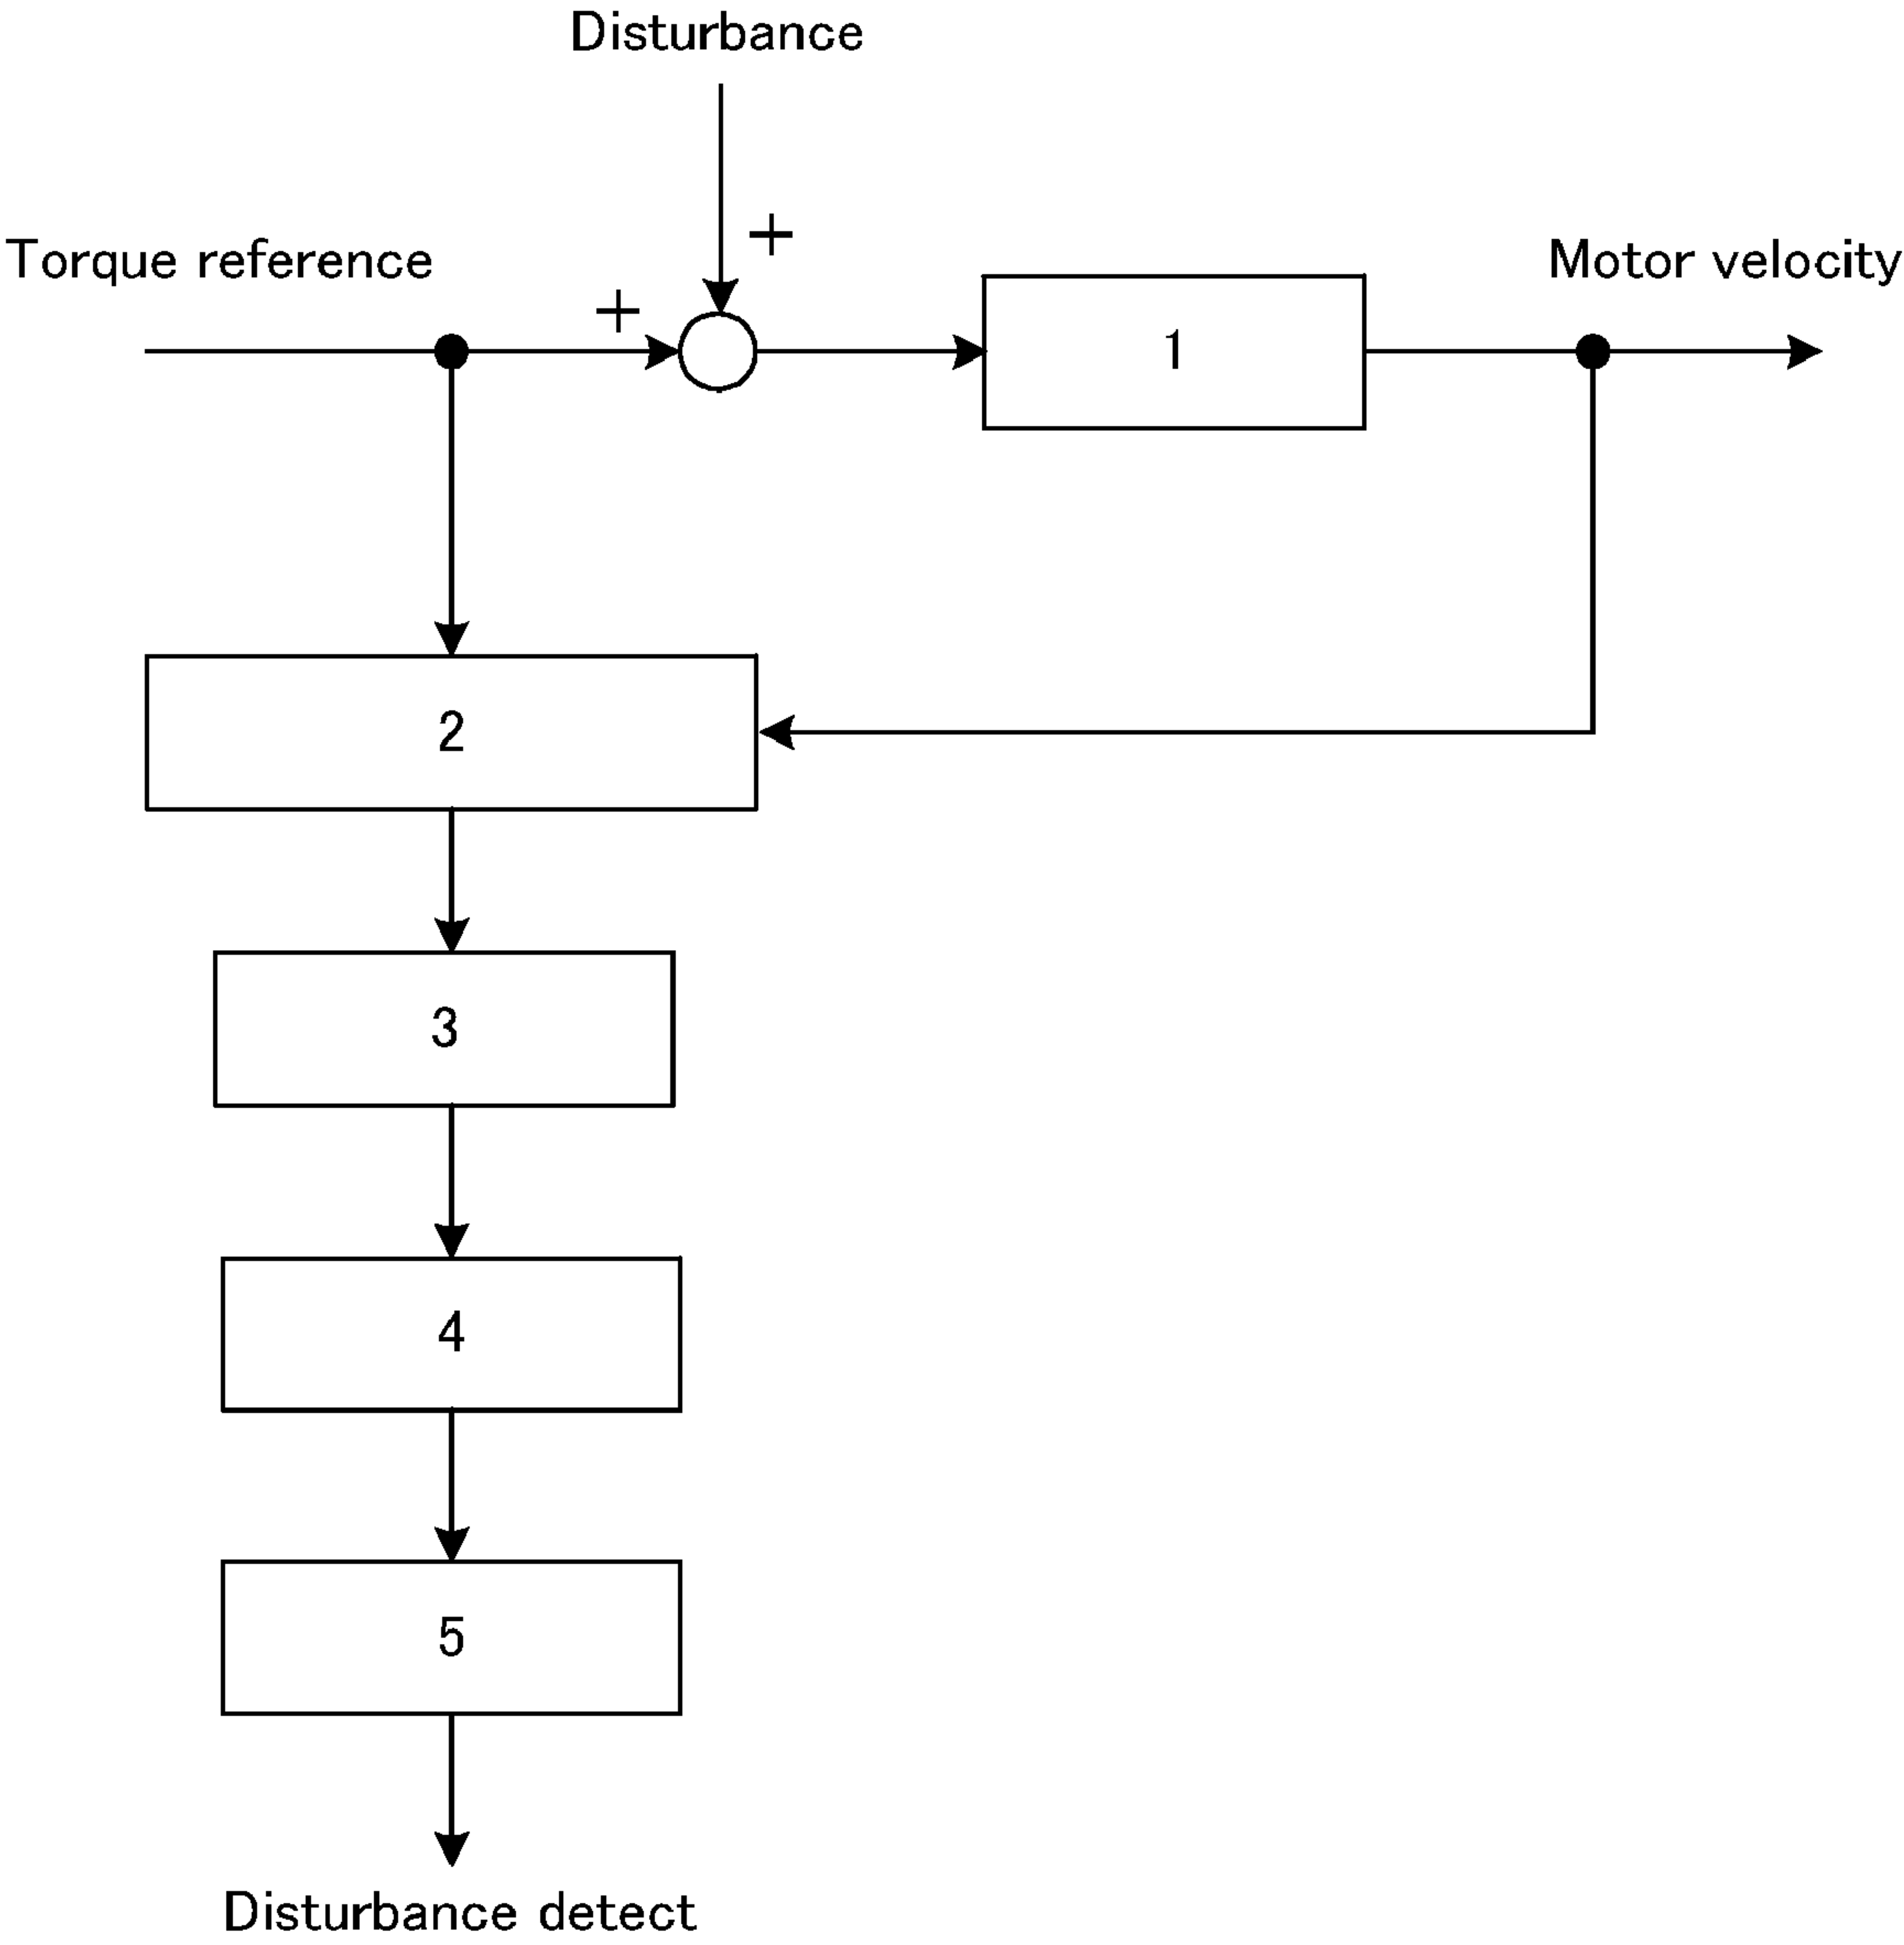 Disturbance
+
Torque reference
+
Motor velocity
1
2
3
4
5
Disturbance detect